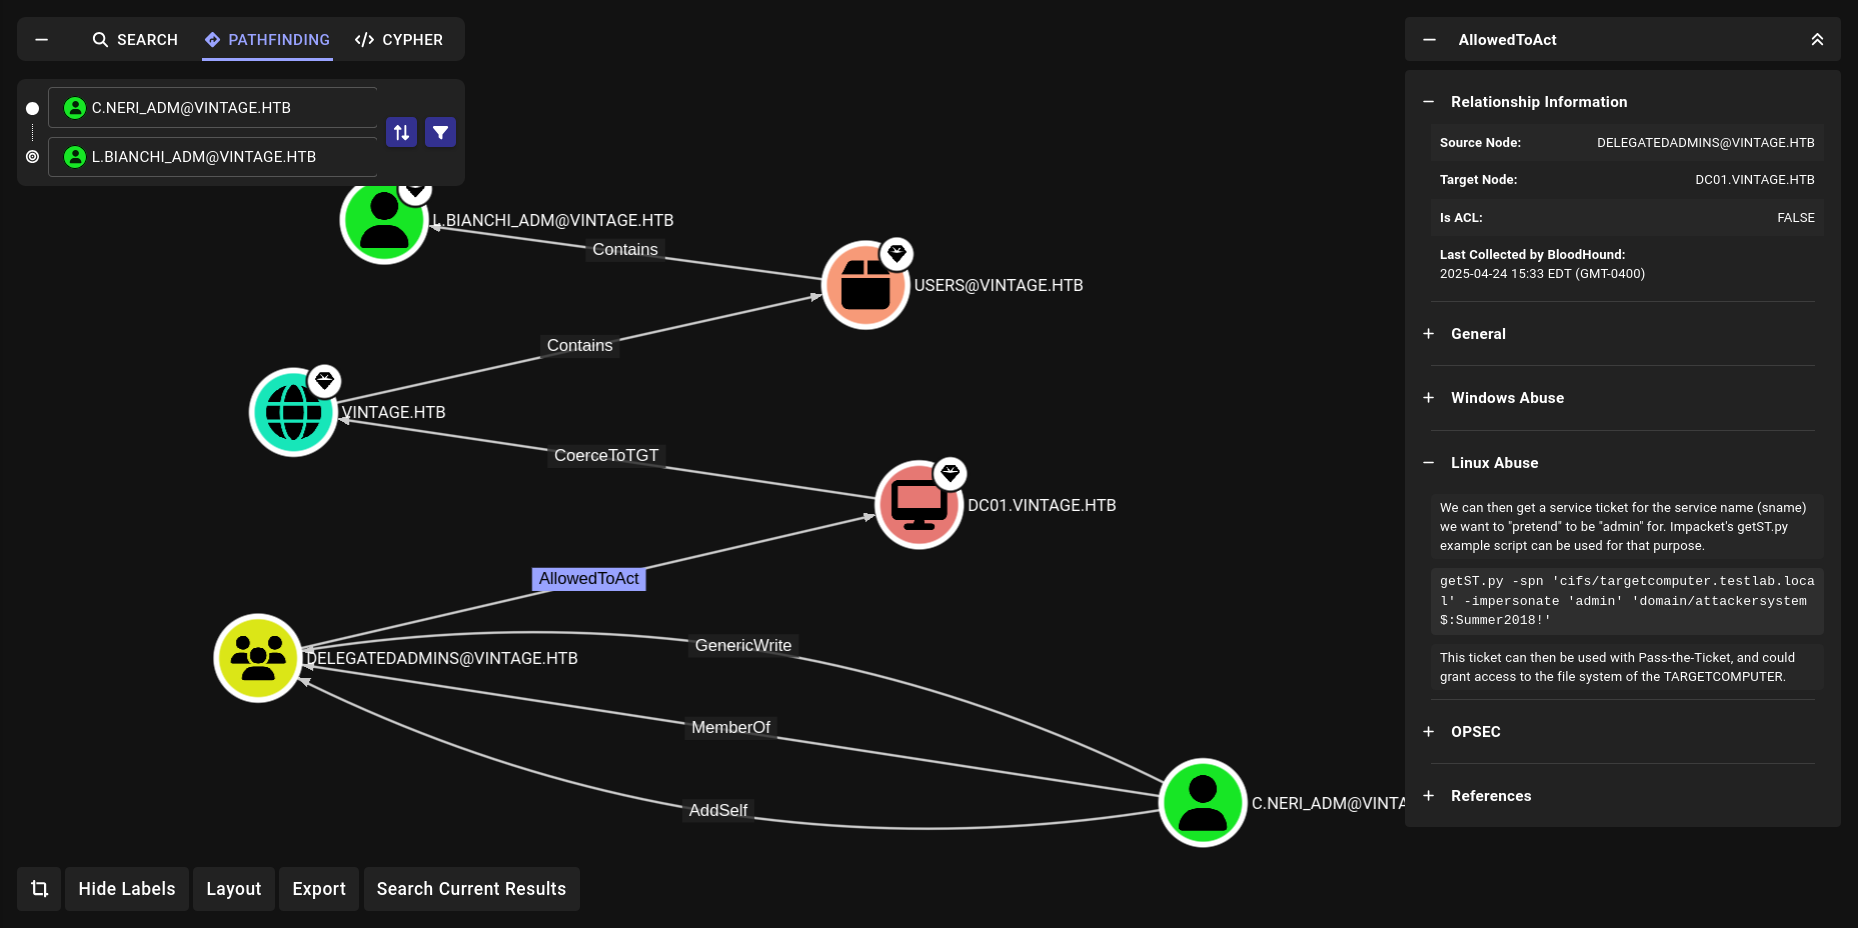 SEARCH
PATHFINDING
CYPHER
C.NERI_ADM@VINTAGE.HTB
L.BIANCHI_ADM@VINTAGE.HTB
L.BIANCHI_ADM@VINTAGE.HTB
Contains
USERS@VINTAGE.HTB
Contains
VINTAGE.HTB
CoerceToTGT
DC01.VINTAGE.HTB
AllowedToAct
GenericWrite
DELEGATEDADMINS@VINTAGE.HTB
MemberOf
C.NERI_ADM@VINTA
AddSelf
Hide Labels
Layout
Export
Search Current Results
AllowedToAct
Relationship Information
Source Node: DELEGATEDADMINS@VINTAGE.HTB
Target Node: DC01.VINTAGE.HTB
Is ACL: FALSE
Last Collected by BloodHound:
2025-04-24 15:33 EDT (GMT-0400)
General
Windows Abuse
Linux Abuse
We can then get a service ticket for the service name (sname)
we want to "pretend" to be "admin" for. Impacket's getST.py
example script can be used for that purpose.
getST.py -spn 'cifs/targetcomputer.testlab.loca
l' -impersonate 'admin' 'domain/attackersystem
$:Summer2018!'
This ticket can then be used with Pass-the-Ticket, and could
grant access to the file system of the TARGETCOMPUTER.
OPSEC
References